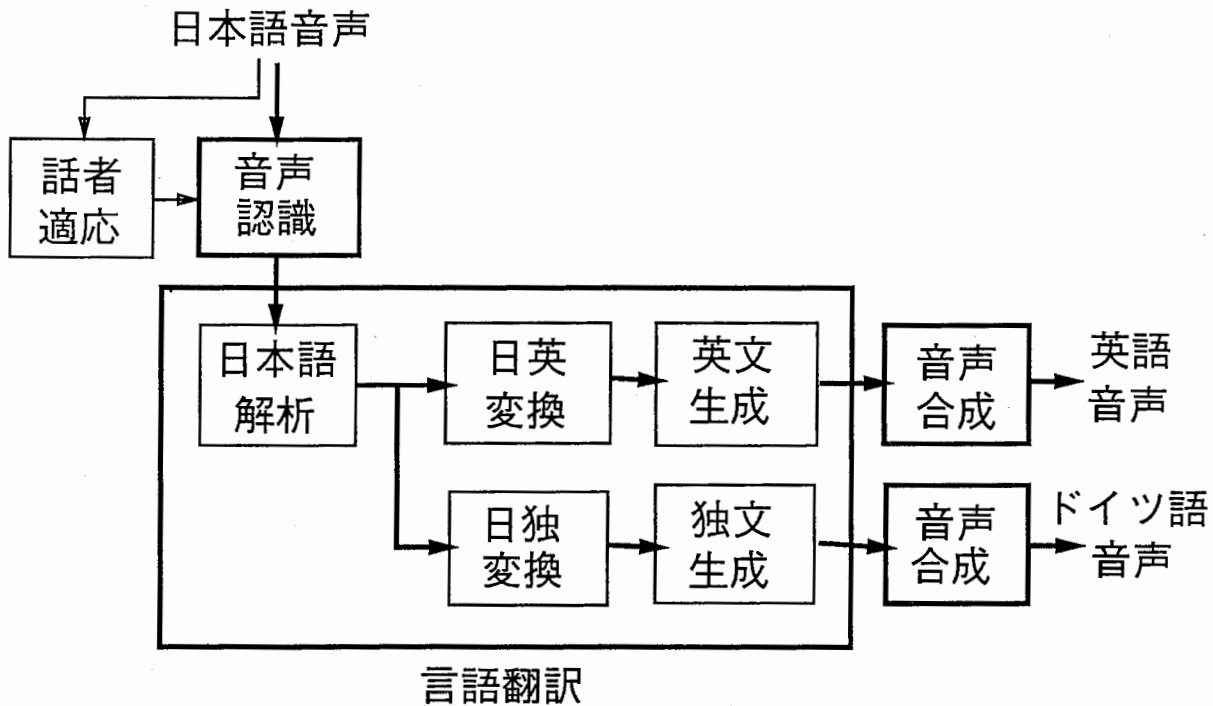 日本語音声
話者
適応
音声
認識
日本語
解析
日英
変換
英文
生成
音声
合成
英語
音声
日独
変換
独文
生成
音声
合成
ドイツ語
音声
言語翻訳